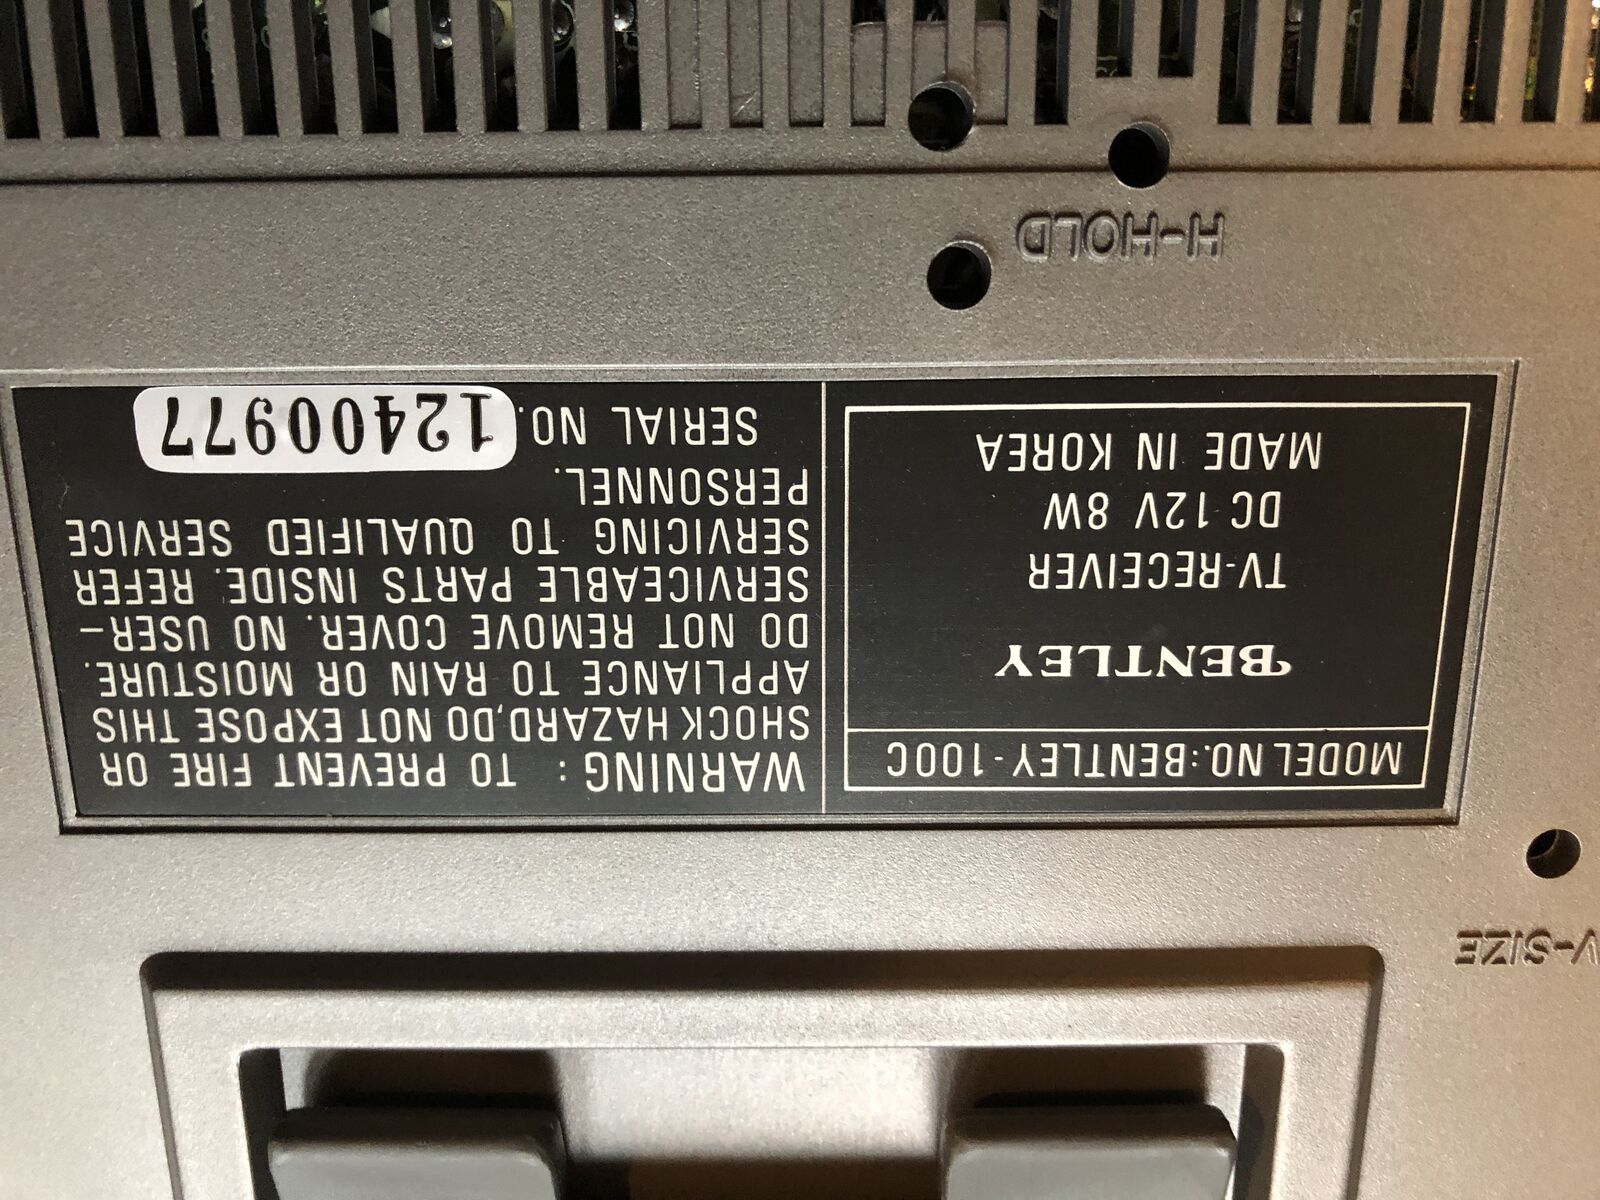 V-SIZE
MODEL NO.:BENTLEY-100C
BENTLEY
TV-RECEIVER
DC 12V 8W
MADE IN KOREA
WARNING : TO PREVENT FIRE OR
SHOCK HAZARD,DO NOT EXPOSE THIS
APPLIANCE TO RAIN OR MOISTURE.
DO NOT REMOVE COVER. NO USER-
SERVICEABLE PARTS INSIDE. REFER
SERVICING TO QUALIFIED SERVICE
PERSONNEL.
SERIAL NO. 12400977
H-HOLD